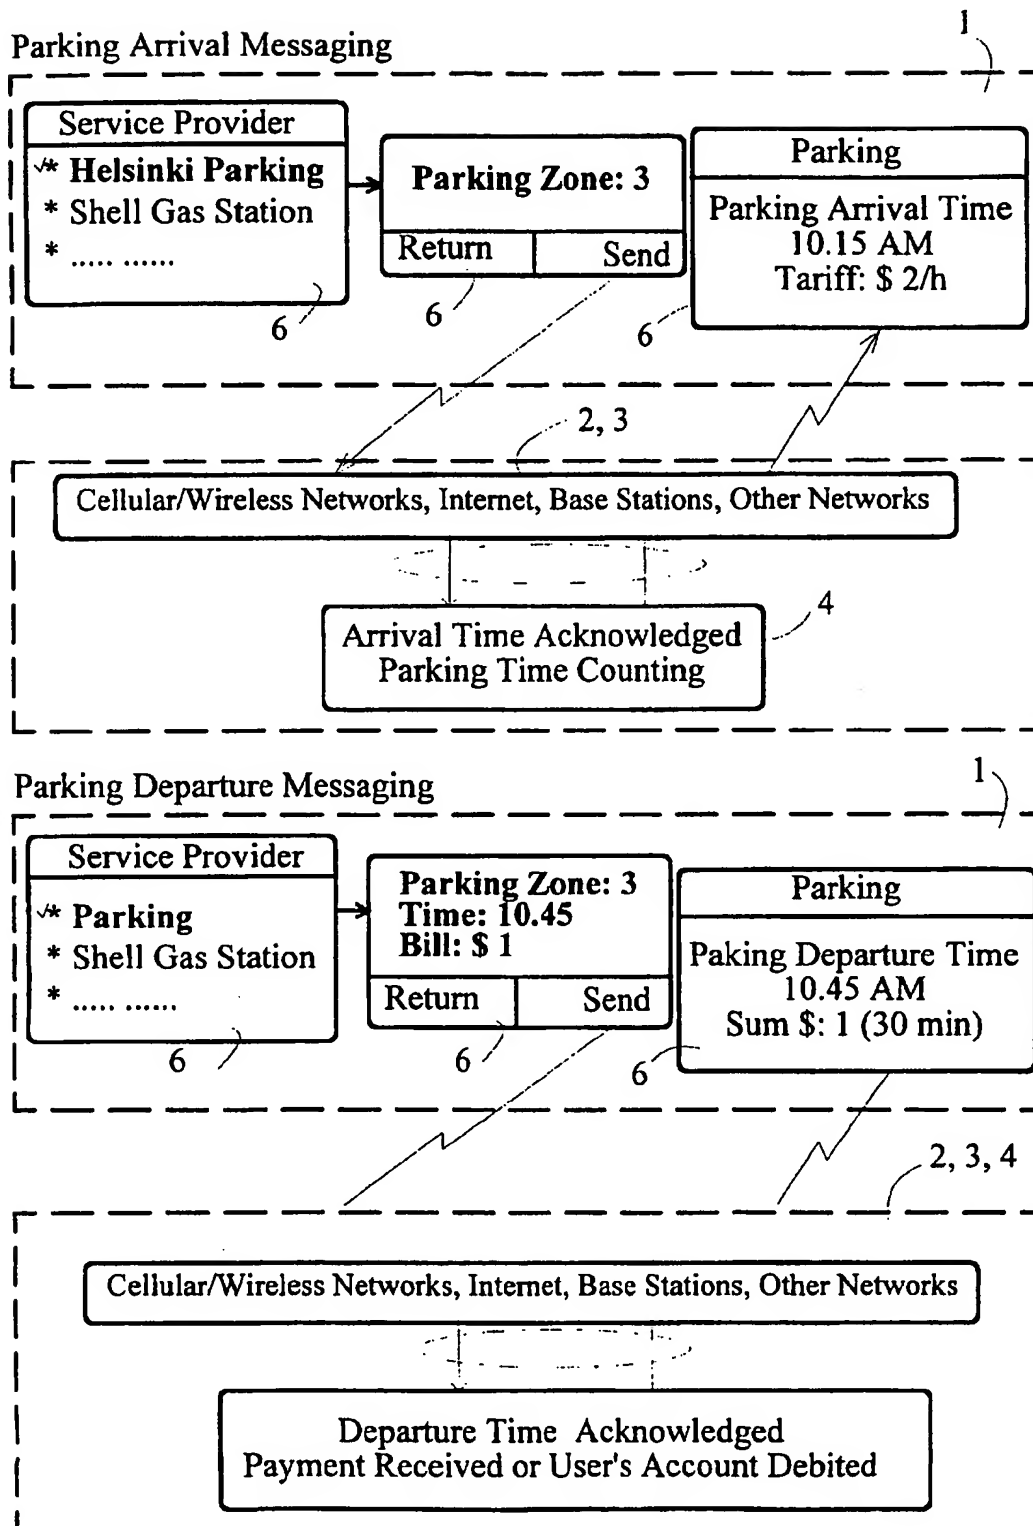 Parking Arrival Messaging
1
Service Provider
✓* Helsinki Parking
* Shell Gas Station
* ..... ......
6
Parking Zone: 3
Return
Send
6
Parking
Parking Arrival Time
10.15 AM
Tariff: $ 2/h
6
2, 3
Cellular/Wireless Networks, Internet, Base Stations, Other Networks
4
Arrival Time Acknowledged
Parking Time Counting
Parking Departure Messaging
1
Service Provider
✓* Parking
* Shell Gas Station
* ..... ......
6
Parking Zone: 3
Time: 10.45
Bill: $ 1
Return
Send
6
Parking
Paking Departure Time
10.45 AM
Sum $: 1 (30 min)
6
2, 3, 4
Cellular/Wireless Networks, Internet, Base Stations, Other Networks
Departure Time Acknowledged
Payment Received or User's Account Debited